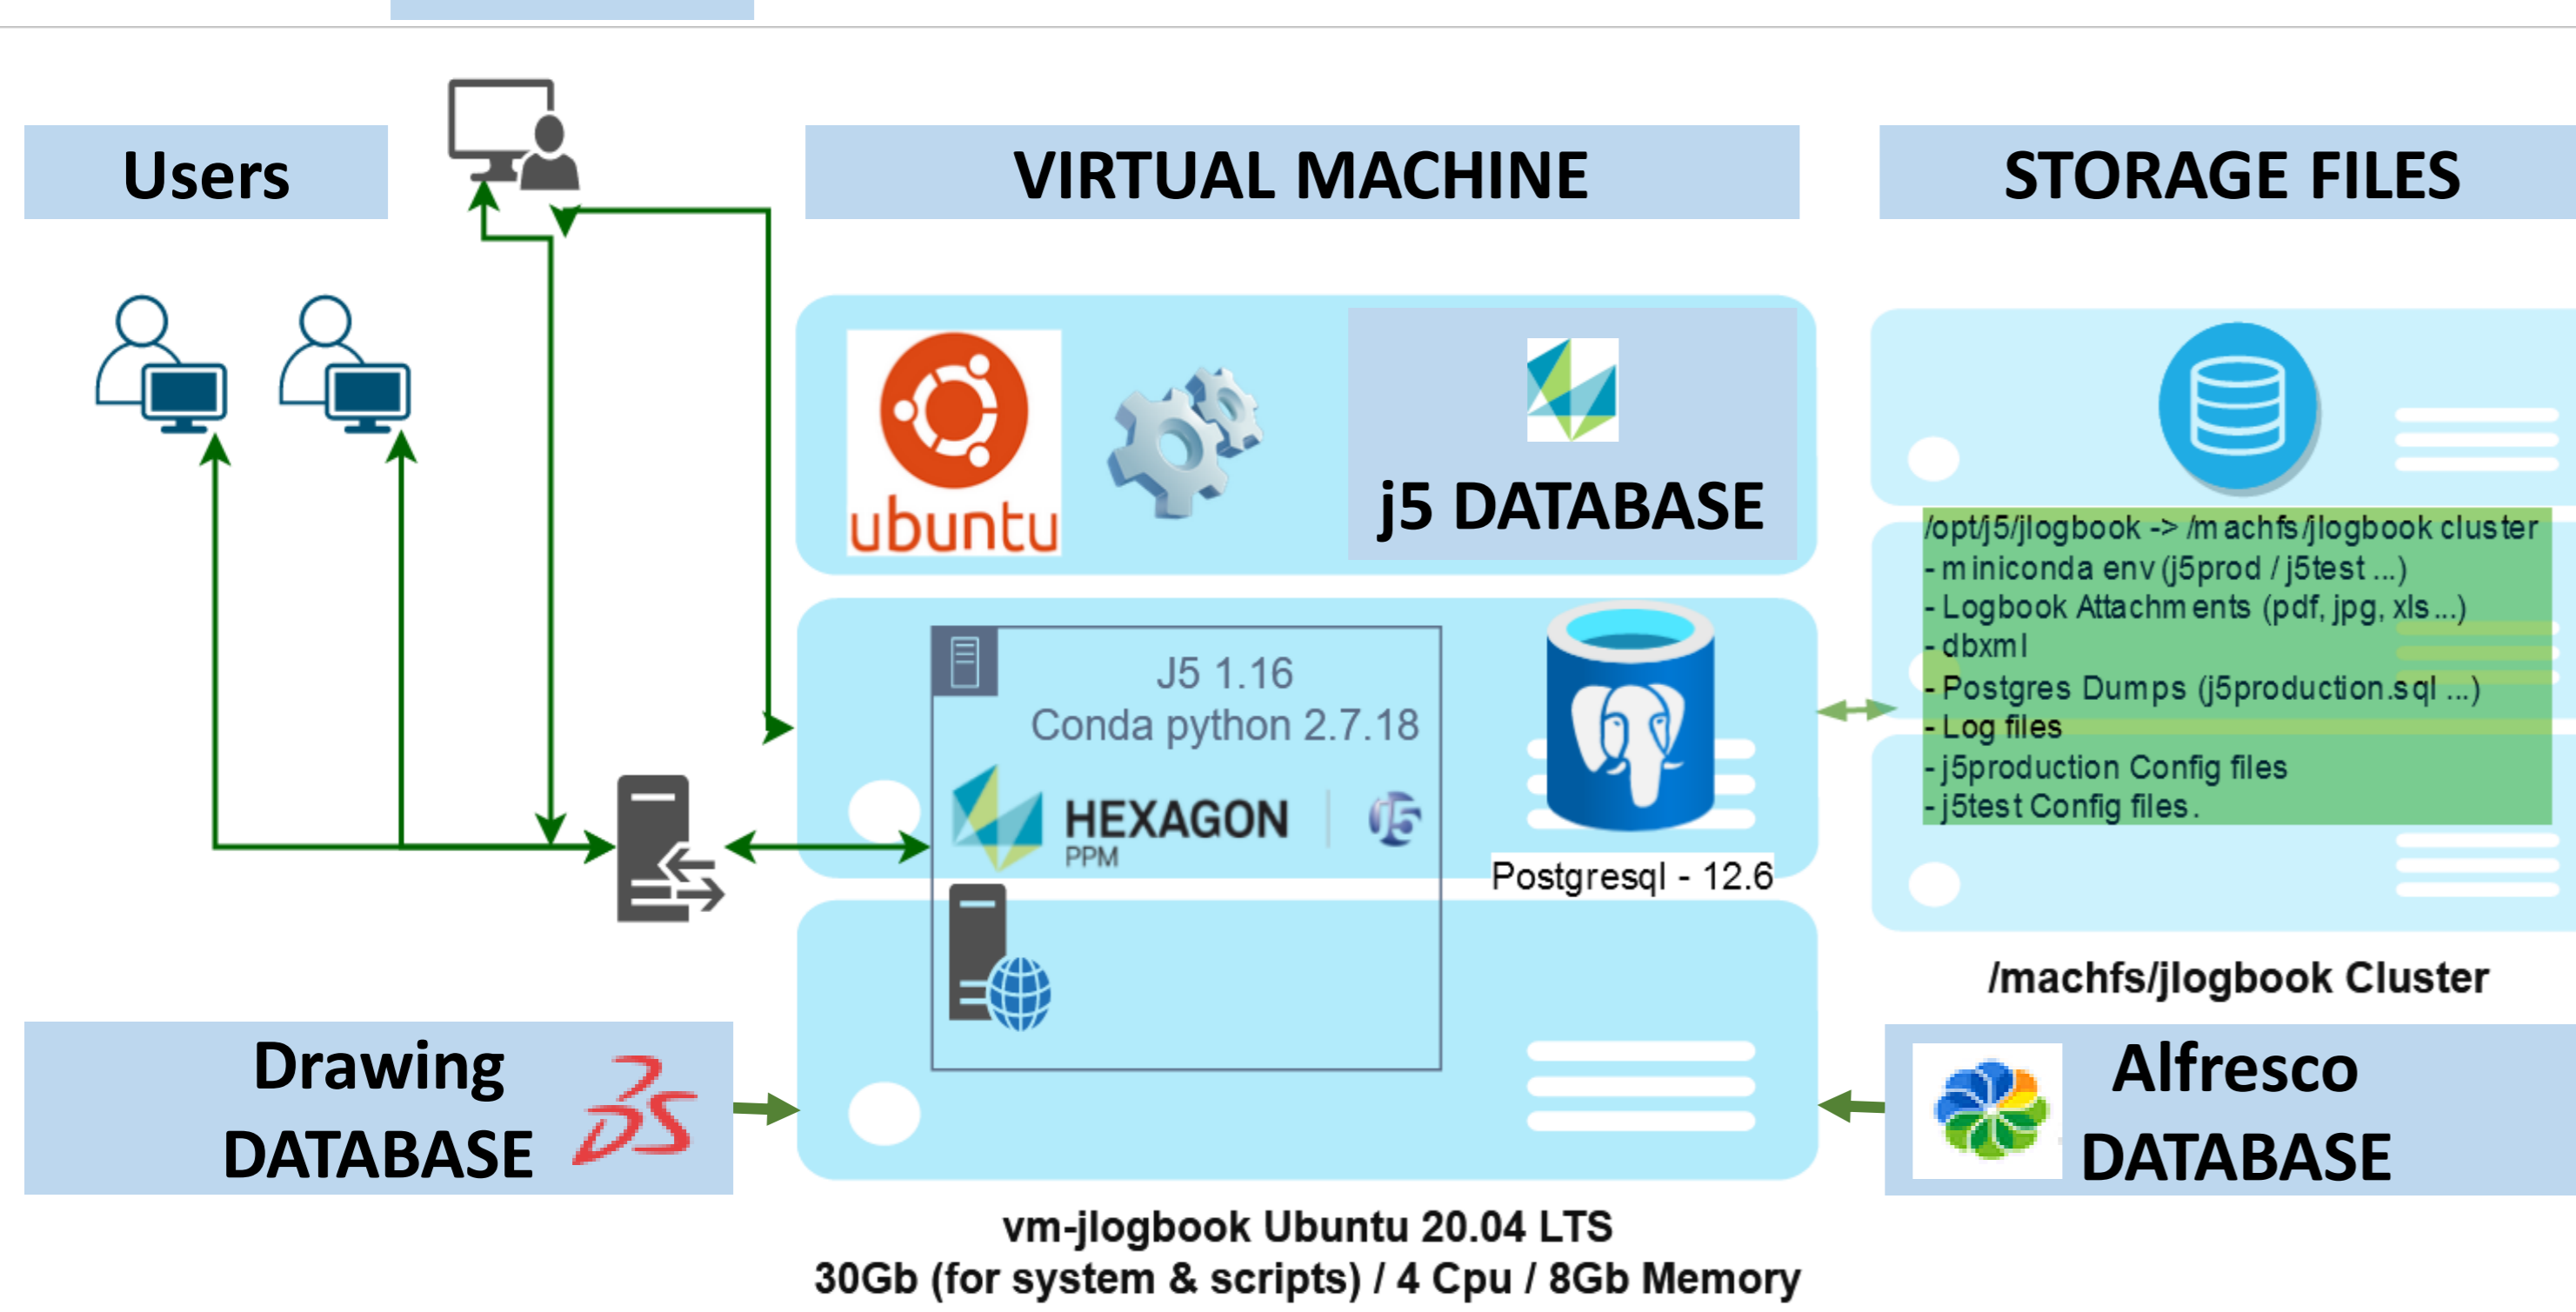 Users
VIRTUAL MACHINE
STORAGE FILES
ubuntu
j5 DATABASE
/opt/j5/jlogbook -> /machfs/jlogbook cluster
- miniconda env (j5prod / j5test ...)
- Logbook Attachments (pdf, jpg, xls...)
- dbxml
- Postgres Dumps (j5production.sql ...)
- Log files
- j5production Config files
- j5test Config files.
J5 1.16
Conda python 2.7.18
HEXAGON
PPM
j5
Postgresql - 12.6
/machfs/jlogbook Cluster
Drawing
DATABASE
Alfresco
DATABASE
vm-jlogbook Ubuntu 20.04 LTS
30Gb (for system & scripts) / 4 Cpu / 8Gb Memory